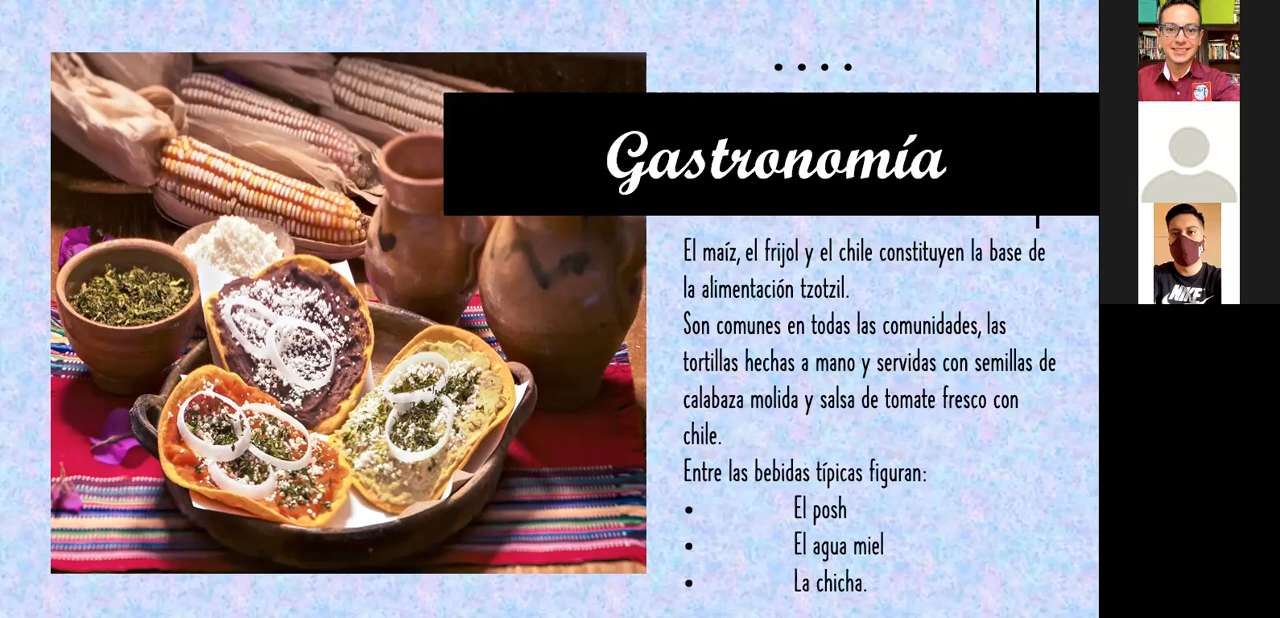 Gastronomía
El maíz, el frijol y el chile constituyen la base de
la alimentación tzotzil.
Son comunes en todas las comunidades, las
tortillas hechas a mano y servidas con semillas de
calabaza molida y salsa de tomate fresco con
chile.
Entre las bebidas típicas figuran:
• El posh
• El agua miel
• La chicha.
NIKE